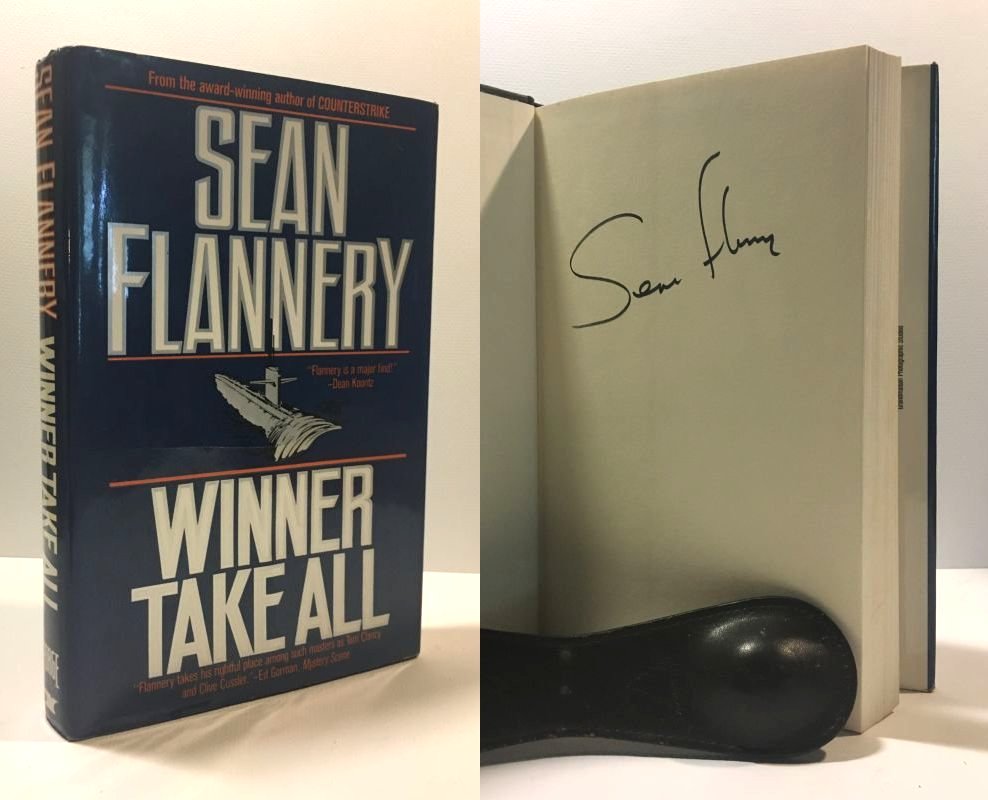 SEAN FLANNERY WINNER TAKE ALL
From the award-winning author of COUNTERSTRIKE
SEAN
FLANNERY
"Flannery is a major find!"
–Dean Koontz
WINNER
TAKE ALL
"Flannery takes his rightful place among such masters as Tom Clancy
and Clive Cussler." –Ed Gorman, Mystery Scene
Sean Flannery
Photographic Studios